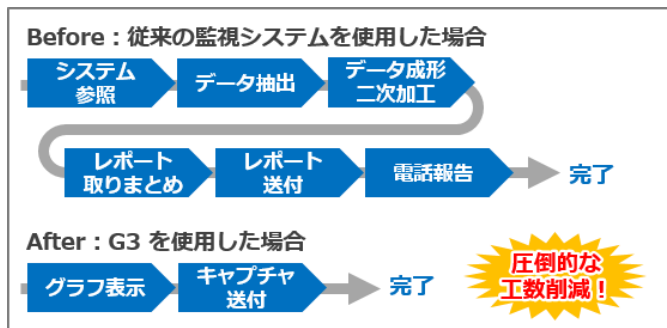 Before：従来の監視システムを使用した場合
システム
参照
データ抽出
データ成形
二次加工
レポート
取りまとめ
レポート
送付
電話報告
完了
After：G3 を使用した場合
グラフ表示
キャプチャ
送付
完了
圧倒的な
工数削減！